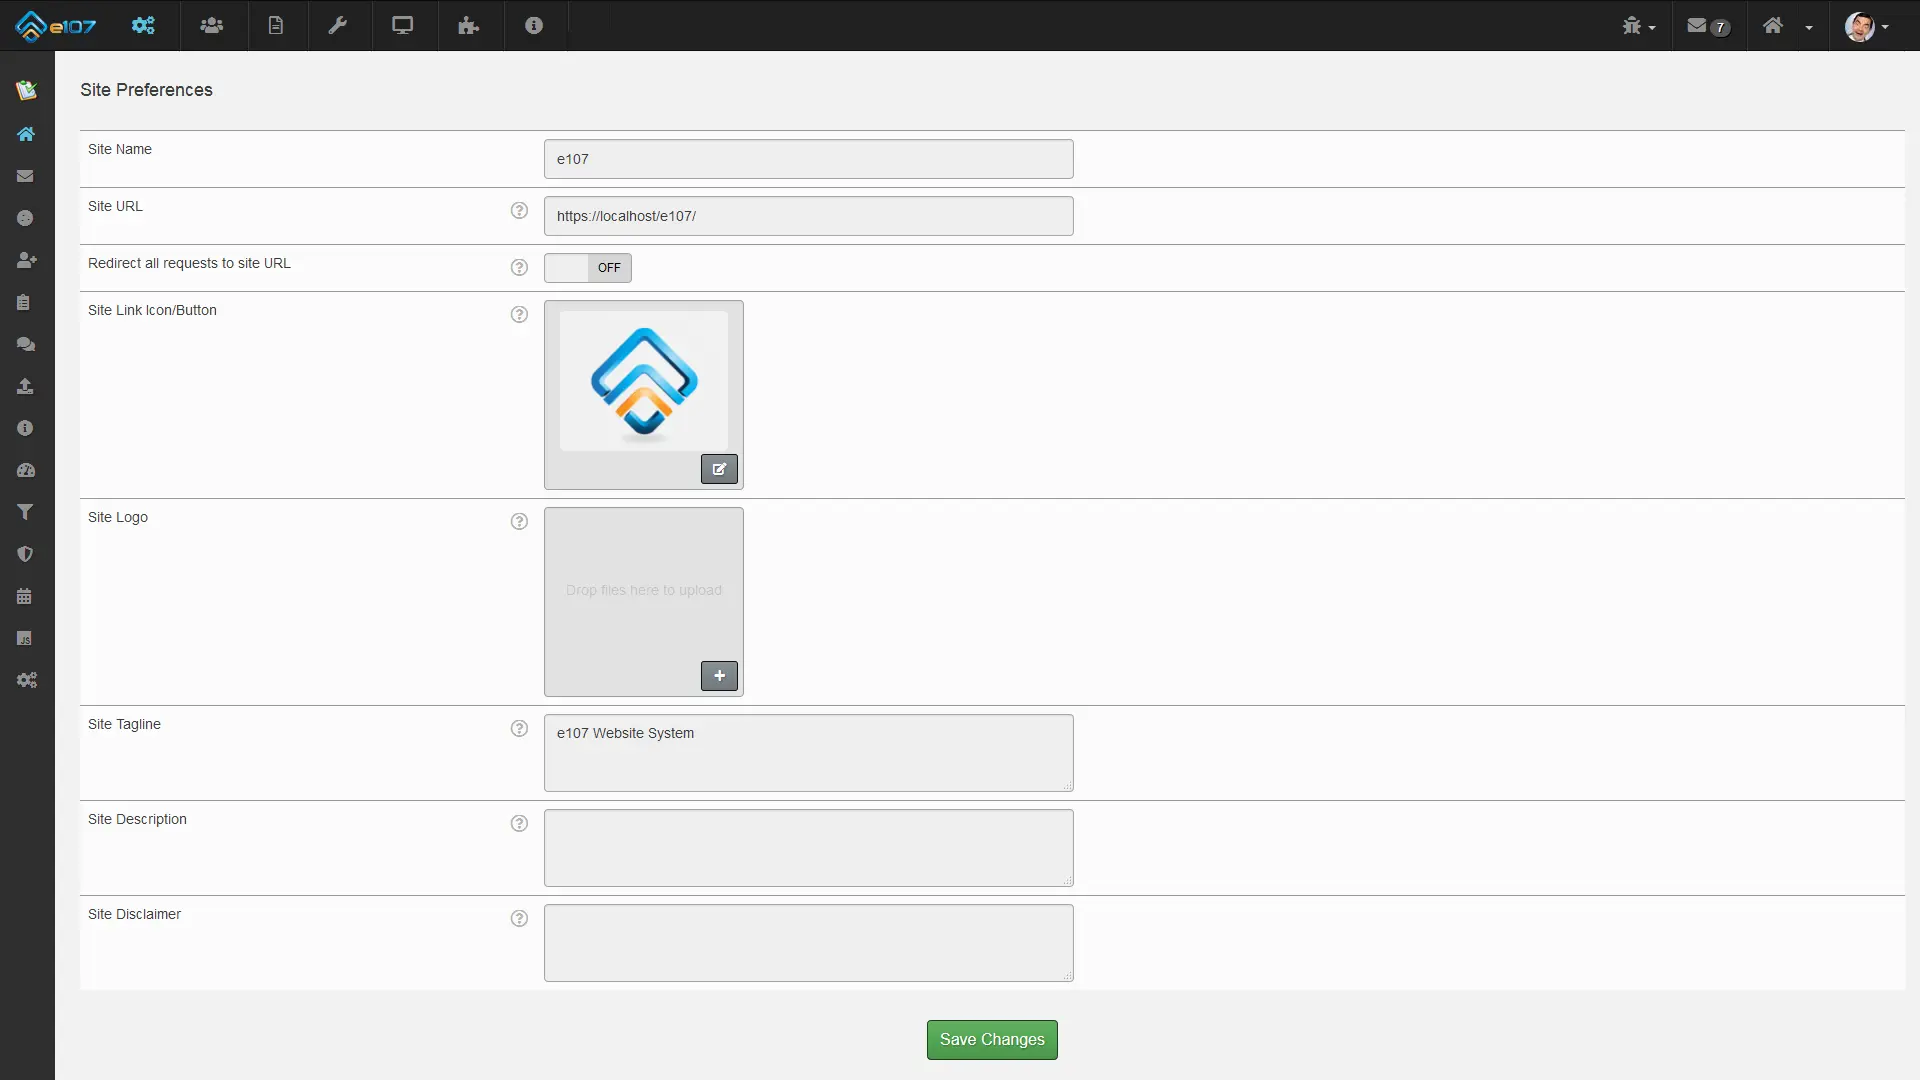 e107
7
Site Preferences
Site Name
e107
Site URL
https://localhost/e107/
Redirect all requests to site URL
OFF
Site Link Icon/Button
Site Logo
Drop files here to upload
Site Tagline
e107 Website System
Site Description
Site Disclaimer
Save Changes
JS